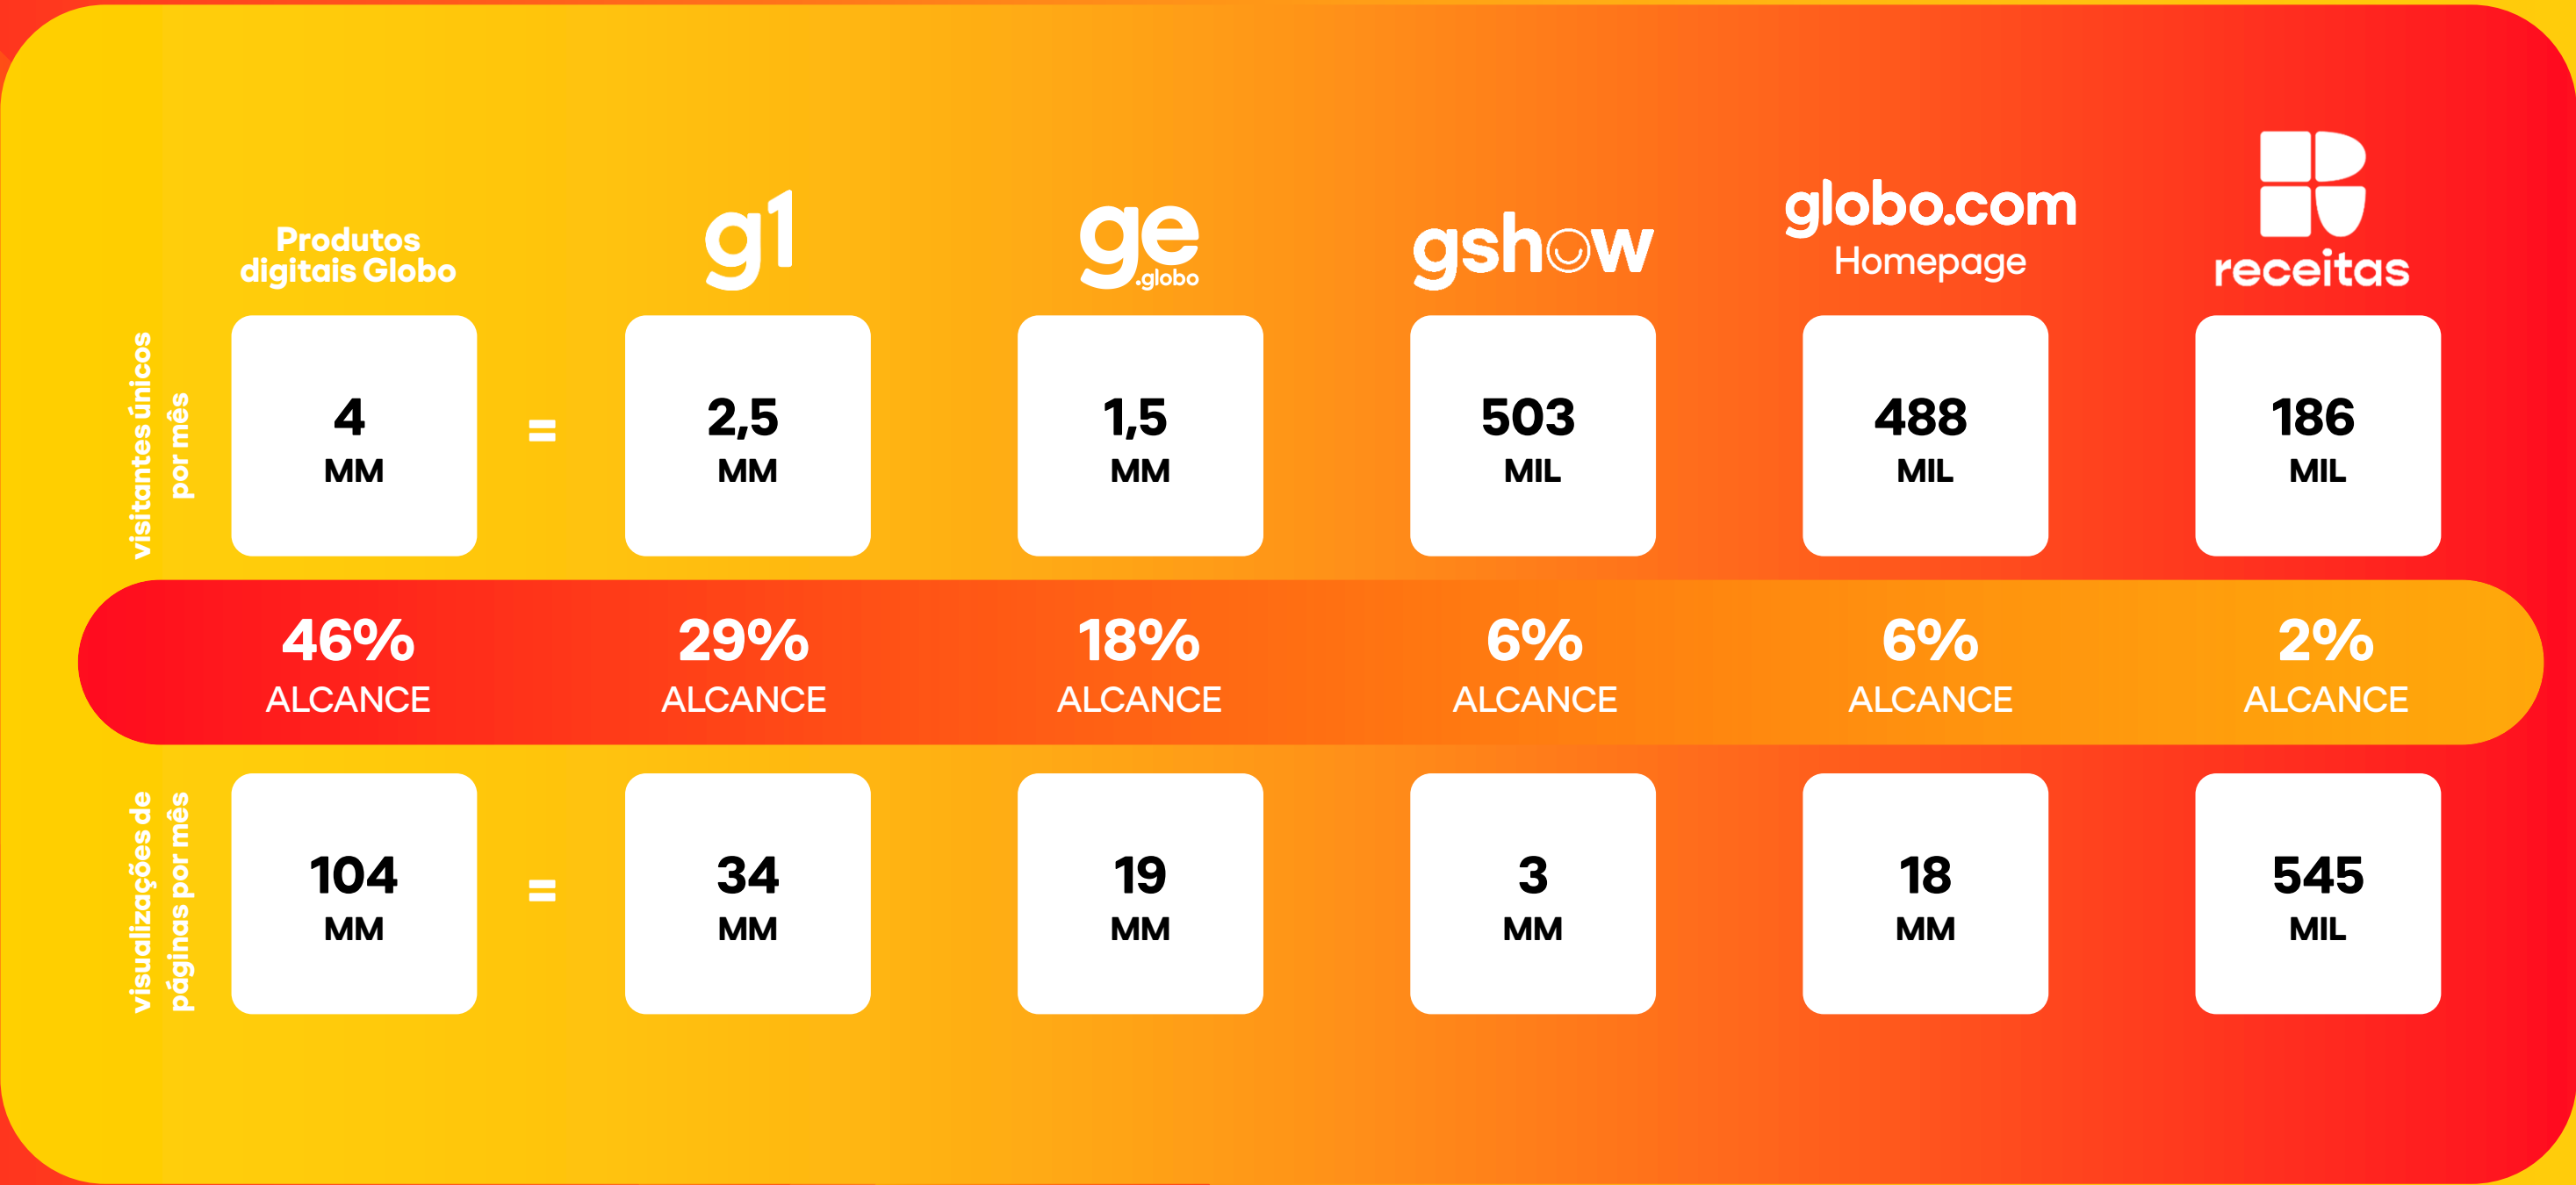 Produtos
digitais Globo
g1
ge
.globo
gshow
globo.com
Homepage
receitas
visitantes únicos
por mês
4
MM
=
2,5
MM
1,5
MM
503
MIL
488
MIL
186
MIL
46%
ALCANCE
29%
ALCANCE
18%
ALCANCE
6%
ALCANCE
6%
ALCANCE
2%
ALCANCE
visualizações de
páginas por mês
104
MM
=
34
MM
19
MM
3
MM
18
MM
545
MIL